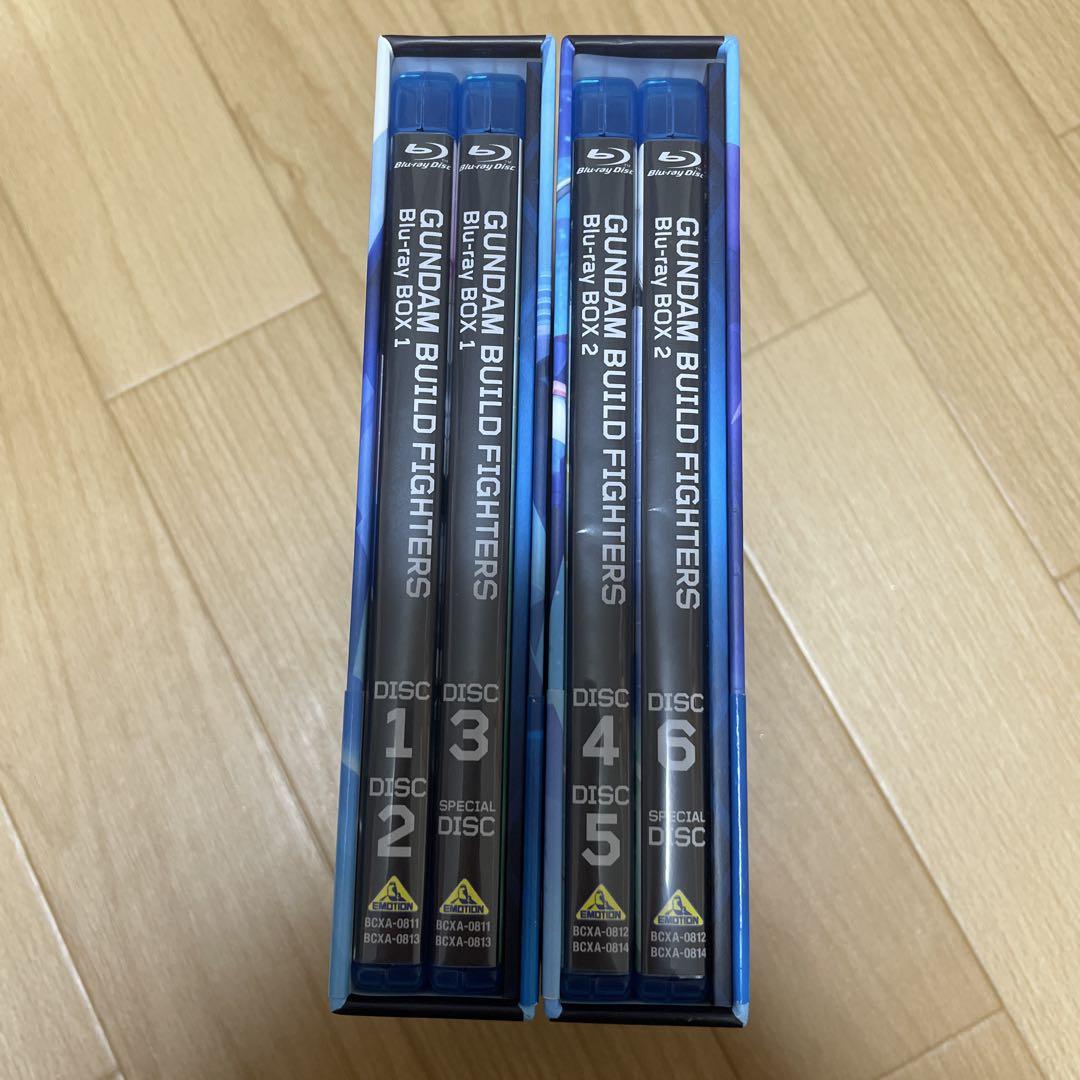 Blu-ray Disc
GUNDAM BUILD FIGHTERS
Blu-ray BOX 1
DISC
1
DISC
2
EMOTION
BCXA-0811
BCXA-0813
Blu-ray Disc
GUNDAM BUILD FIGHTERS
Blu-ray BOX 1
DISC
3
SPECIAL
DISC
EMOTION
BCXA-0811
BCXA-0813
Blu-ray Disc
GUNDAM BUILD FIGHTERS
Blu-ray BOX 2
DISC
4
DISC
5
EMOTION
BCXA-0812
BCXA-0814
Blu-ray Disc
GUNDAM BUILD FIGHTERS
Blu-ray BOX 2
DISC
6
SPECIAL
DISC
EMOTION
BCXA-0812
BCXA-0814